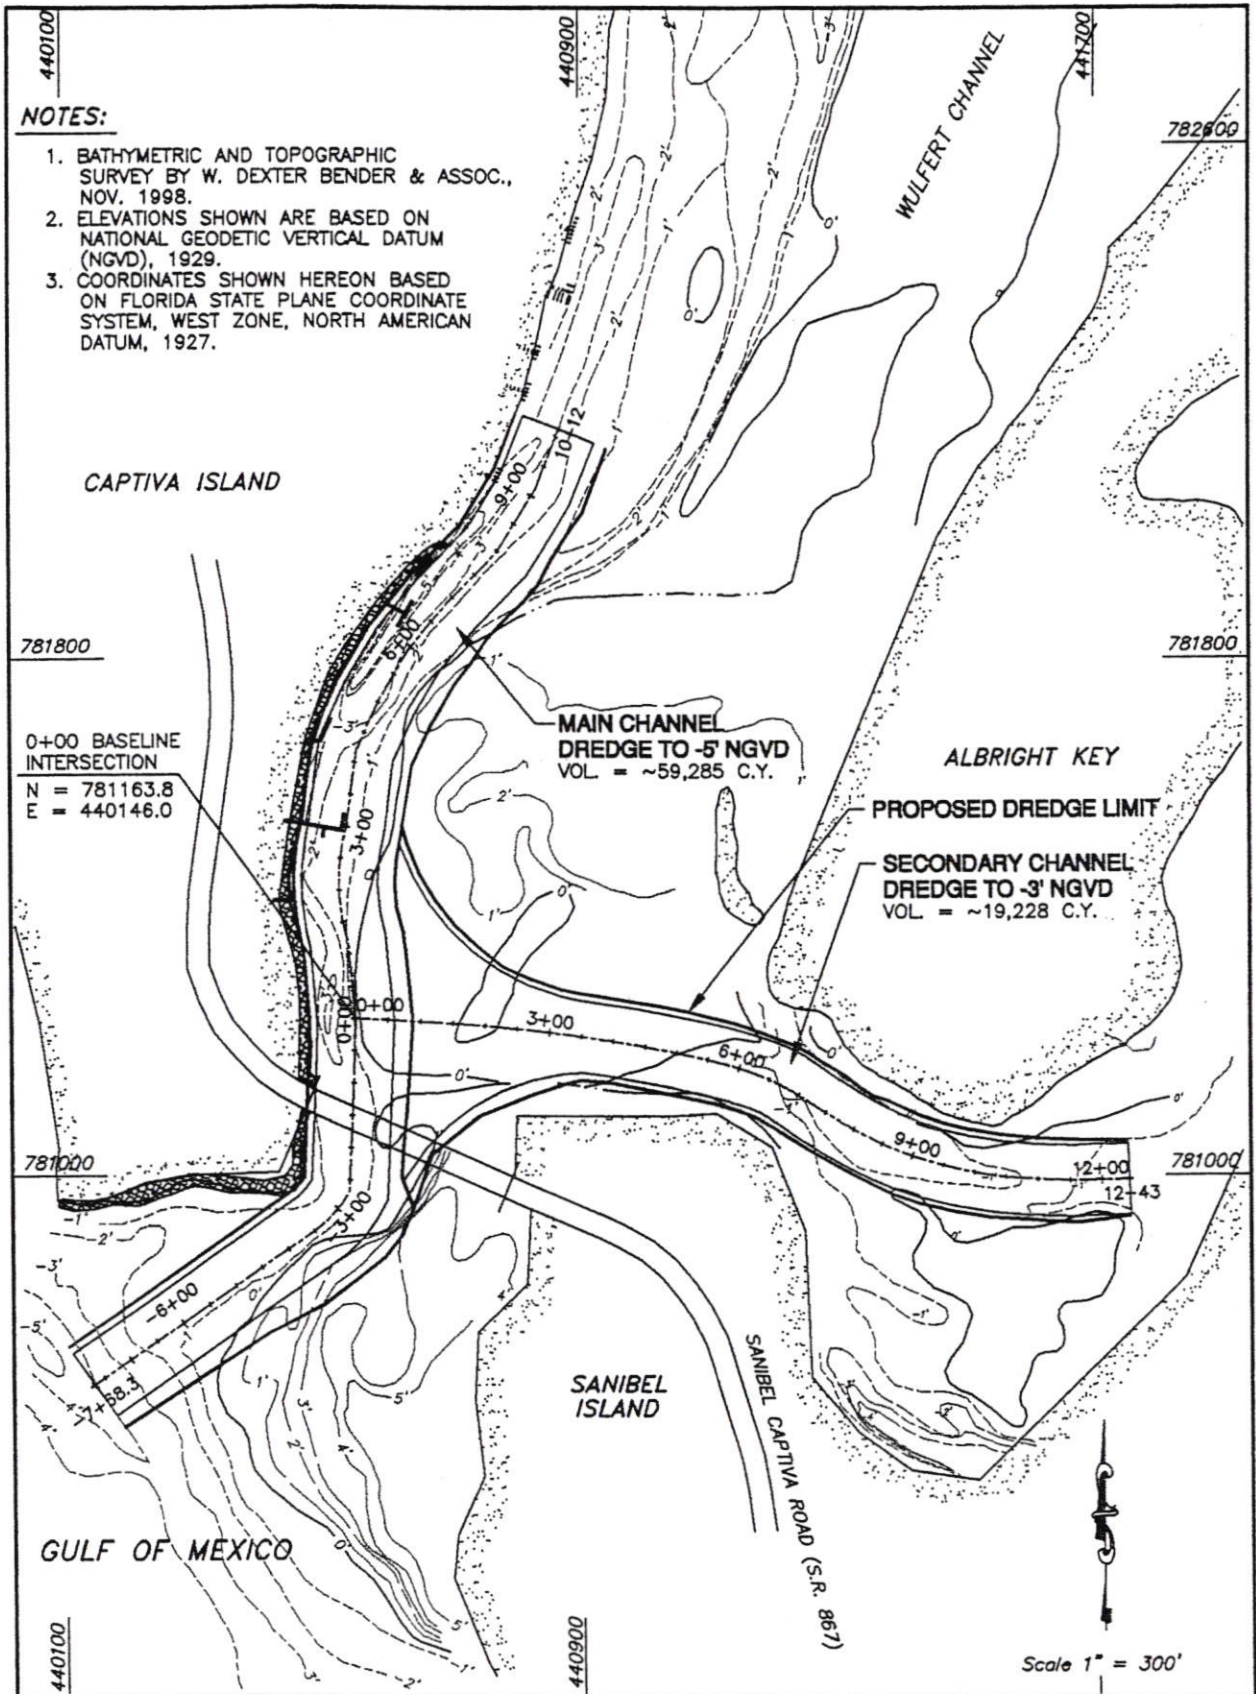 440100
440900
441700
NOTES:
1. BATHYMETRIC AND TOPOGRAPHIC
SURVEY BY W. DEXTER BENDER & ASSOC.,
NOV. 1998.
2. ELEVATIONS SHOWN ARE BASED ON
NATIONAL GEODETIC VERTICAL DATUM
(NGVD), 1929.
3. COORDINATES SHOWN HEREON BASED
ON FLORIDA STATE PLANE COORDINATE
SYSTEM, WEST ZONE, NORTH AMERICAN
DATUM, 1927.
WULFERT CHANNEL
782600
CAPTIVA ISLAND
10-12
9+00
6+00
781800
781800
MAIN CHANNEL
DREDGE TO -5' NGVD
VOL. = ~59,285 C.Y.
0+00 BASELINE
INTERSECTION
N = 781163.8
E = 440146.0
ALBRIGHT KEY
PROPOSED DREDGE LIMIT
SECONDARY CHANNEL
DREDGE TO -3' NGVD
VOL. = ~19,228 C.Y.
3+00
0+00
0+00
3+00
6+00
9+00
12+00
12-43
781000
781000
-3+00
-6+00
-7+68.3
SANIBEL
ISLAND
SANIBEL CAPTIVA ROAD (S.R. 867)
GULF OF MEXICO
440100
440900
Scale 1" = 300'